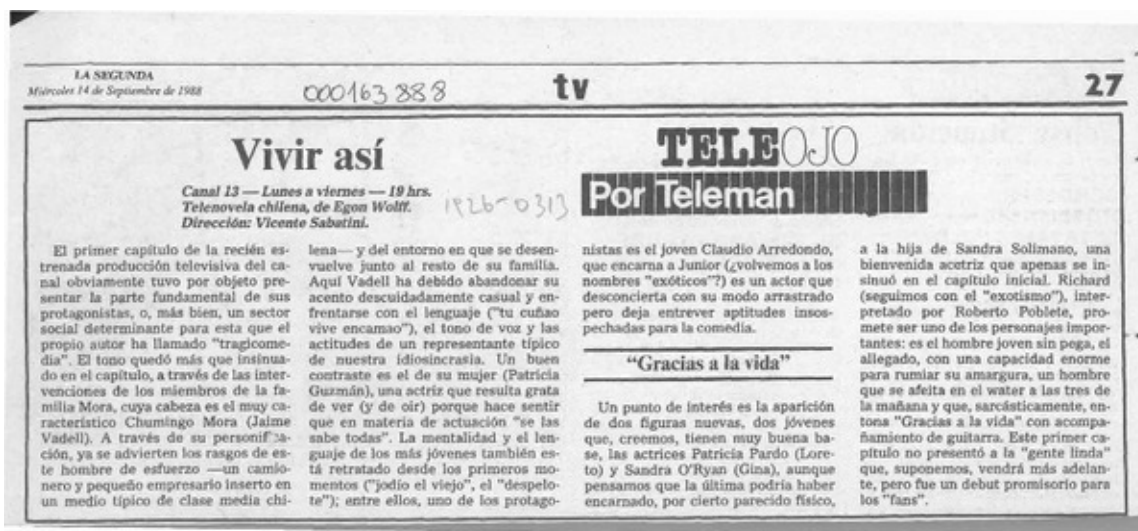 LA SEGUNDA
Miércoles 14 de Septiembre de 1988
000163888
tv
27
Vivir así
Canal 13 — Lunes a viernes — 19 hrs.
Telenovela chilena, de Egon Wolff.
Dirección: Vicente Sabatini.
1926-0313
TELEOJO
Por Teleman
El primer capítulo de la recién es-
trenada producción televisiva del ca-
nal obviamente tuvo por objeto pre-
sentar la parte fundamental de sus
protagonistas, o, más bien, un sector
social determinante para esta que el
propio autor ha llamado "tragicome-
dia". El tono quedó más que insinua-
do en el capítulo, a través de las inter-
venciones de los miembros de la fa-
milia Mora, cuya cabeza es el muy ca-
racterístico Chumingo Mora (Jaime
Vadell). A través de su personifica-
ción, ya se advierten los rasgos de es-
te hombre de esfuerzo —un camio-
nero y pequeño empresario inserto en
un medio típico de clase media chi-
lena— y del entorno en que se desen-
vuelve junto al resto de su familia.
Aquí Vadell ha debido abandonar su
acento descuidadamente casual y en-
frentarse con el lenguaje ("tu cuñao
vive encamao"), el tono de voz y las
actitudes de un representante típico
de nuestra idiosincrasia. Un buen
contraste es el de su mujer (Patricia
Guzmán), una actriz que resulta grata
de ver (y de oir) porque hace sentir
que en materia de actuación "se las
sabe todas". La mentalidad y el len-
guaje de los más jóvenes también es-
tá retratado desde los primeros mo-
mentos ("jodío el viejo", el "despelo-
te"); entre ellos, uno de los protago-
nistas es el joven Claudio Arredondo,
que encarna a Junior (¿volvemos a los
nombres "exóticos"?) es un actor que
desconcierta con su modo arrastrado
pero deja entrever aptitudes insos-
pechadas para la comedia.
"Gracias a la vida"
Un punto de interés es la aparición
de dos figuras nuevas, dos jóvenes
que, creemos, tienen muy buena ba-
se, las actrices Patricia Pardo (Lore-
to) y Sandra O'Ryan (Gina), aunque
pensamos que la última podría haber
encarnado, por cierto parecido físico,
a la hija de Sandra Solimano, una
bienvenida acetriz que apenas se in-
sinuó en el capítulo inicial. Richard
(seguimos con el "exotismo"), inter-
pretado por Roberto Poblete, pro-
mete ser uno de los personajes impor-
tantes: es el hombre joven sin pega, el
allegado, con una capacidad enorme
para rumiar su amargura, un hombre
que se afeita en el water a las tres de
la mañana y que, sarcásticamente, en-
tona "Gracias a la vida" con acompa-
ñamiento de guitarra. Este primer ca-
pítulo no presentó a la "gente linda"
que, suponemos, vendrá más adelan-
te, pero fue un debut promisorio para
los "fans".